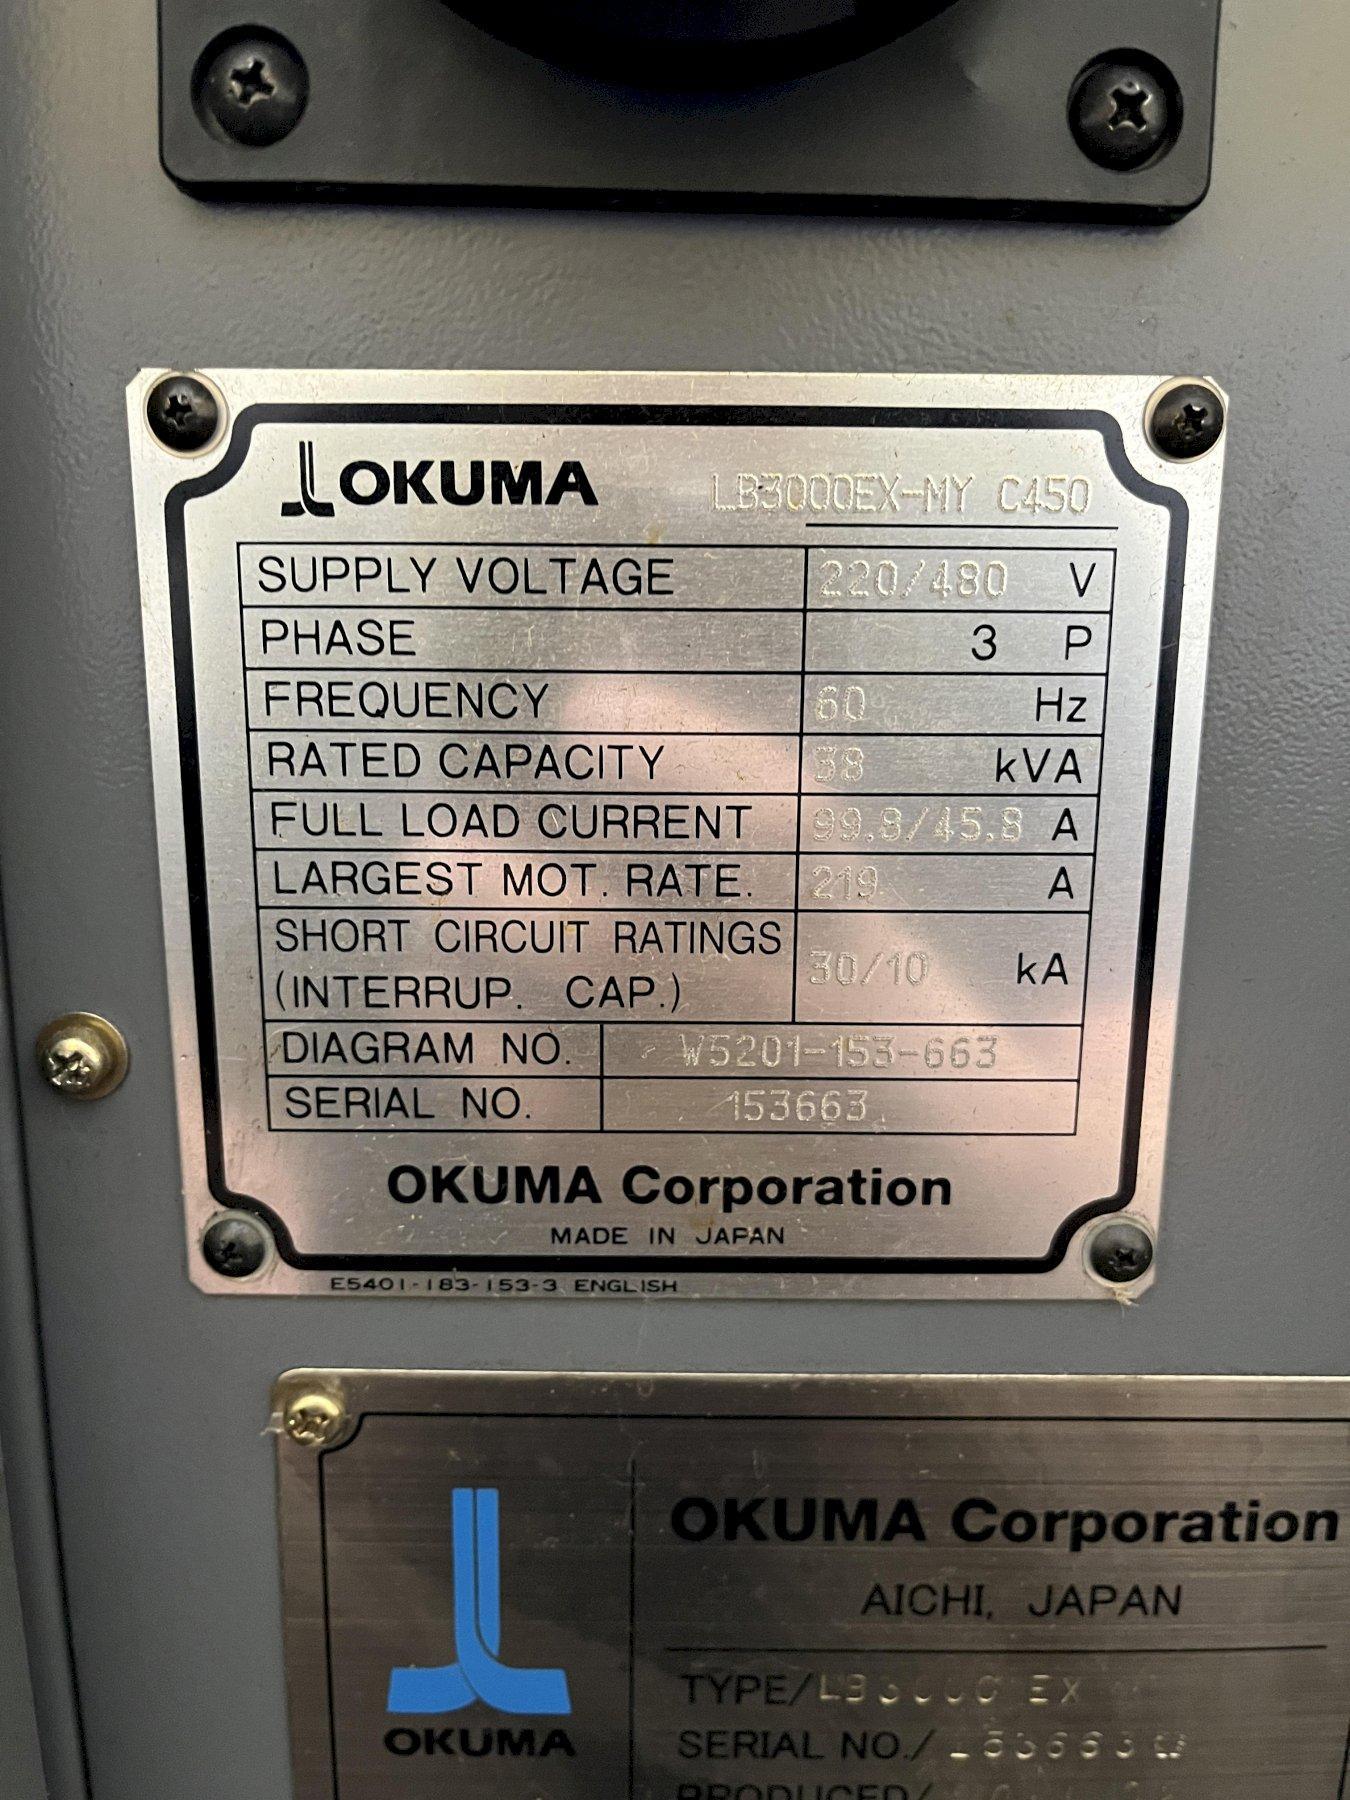 OKUMA LB3000EX-MY C450
SUPPLY VOLTAGE 220/480 V
PHASE 3 P
FREQUENCY 60 Hz
RATED CAPACITY 38 kVA
FULL LOAD CURRENT 99.8/45.8 A
LARGEST MOT. RATE. 219 A
SHORT CIRCUIT RATINGS
(INTERRUP. CAP.) 30/10 kA
DIAGRAM NO. W5201-153-663
SERIAL NO. 153663
OKUMA Corporation
MADE IN JAPAN
E5401-183-153-3 ENGLISH
OKUMA Corporation
AICHI, JAPAN
TYPE/LB3000 EX
OKUMA
SERIAL NO./
PRODUCED/